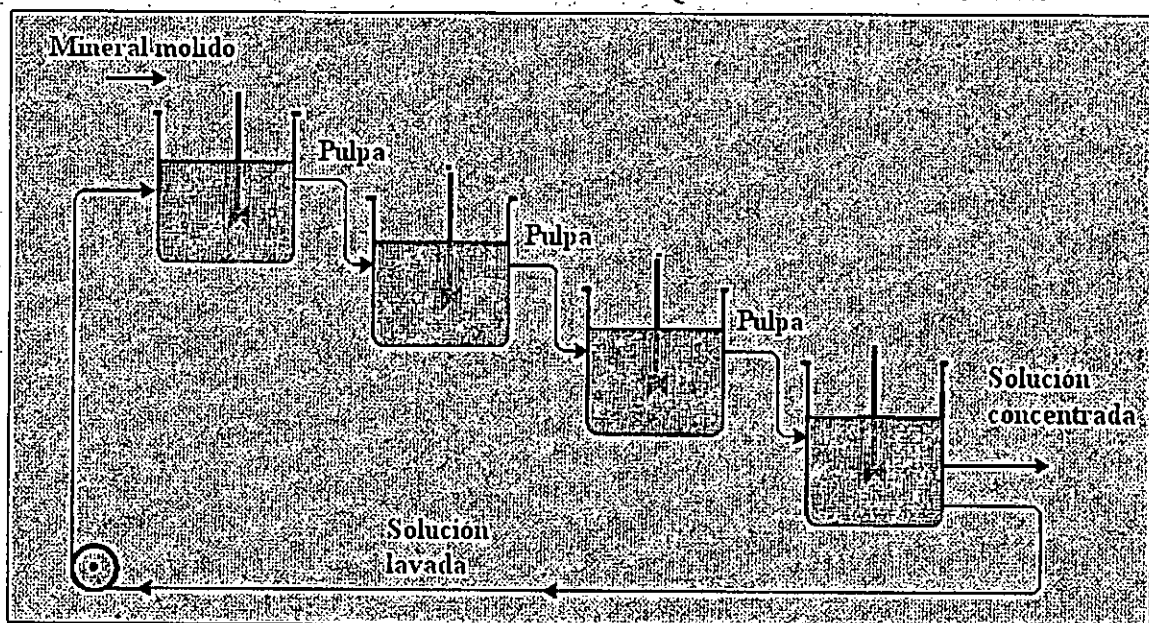 Mineral molido
Pulpa
Pulpa
Pulpa
Solución
concentrada
Solución
lavada